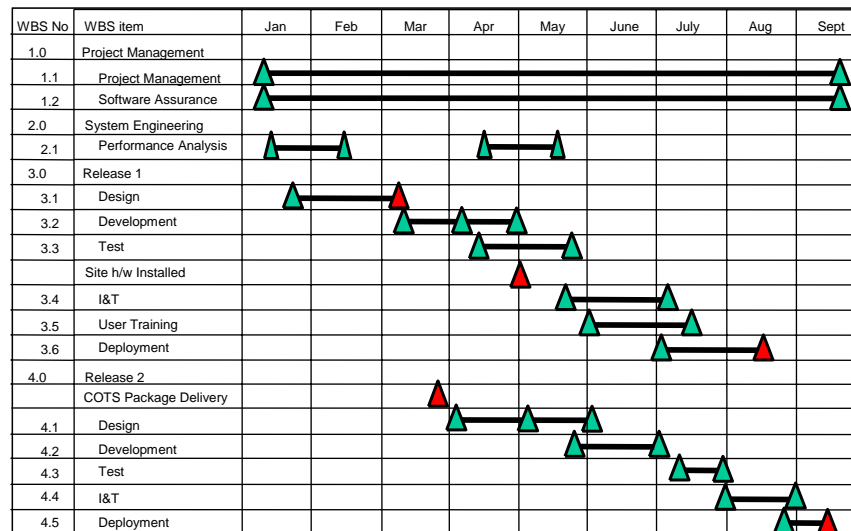 WBS No WBS item Jan Feb Mar Apr May June July Aug Sept
1.0 Project Management
1.1 Project Management
1.2 Software Assurance
2.0 System Engineering
2.1 Performance Analysis
3.0 Release 1
3.1 Design
3.2 Development
3.3 Test
Site h/w Installed
3.4 I&T
3.5 User Training
3.6 Deployment
4.0 Release 2
COTS Package Delivery
4.1 Design
4.2 Development
4.3 Test
4.4 I&T
4.5 Deployment